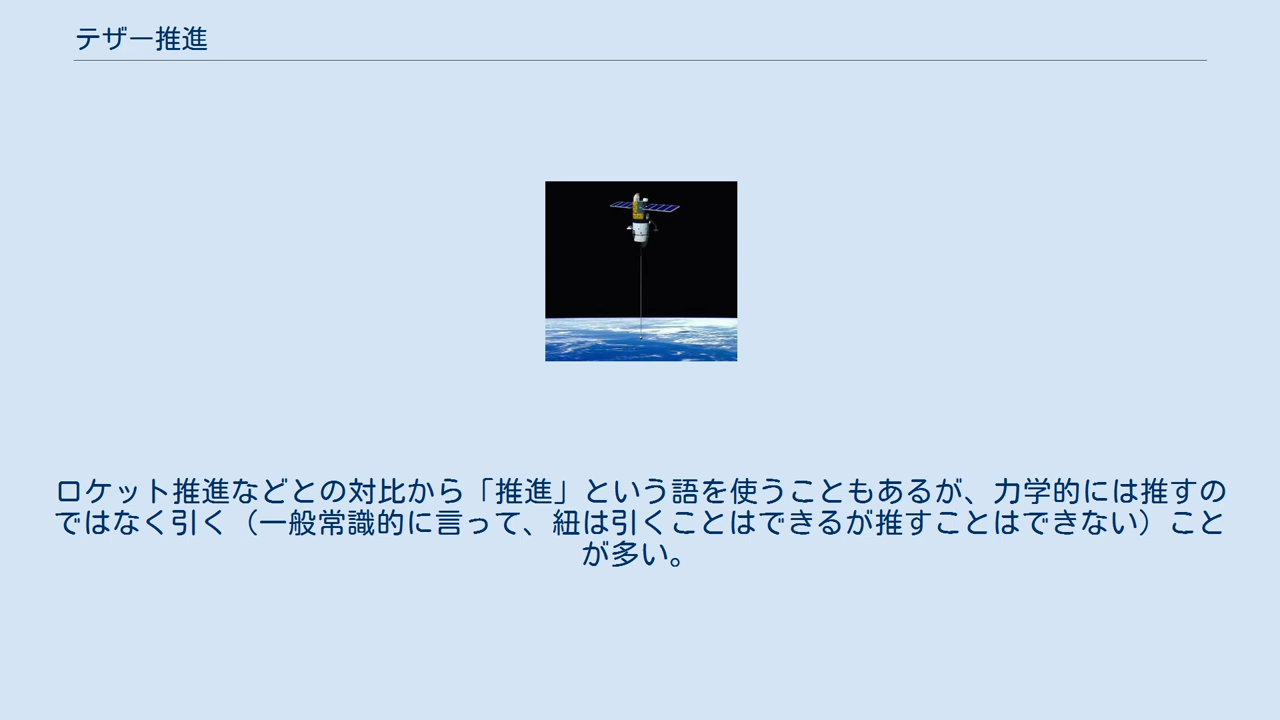 テザー推進
ロケット推進などとの対比から「推進」という語を使うこともあるが、力学的には推すの
ではなく引く（一般常識的に言って、紐は引くことはできるが推すことはできない）こと
が多い。